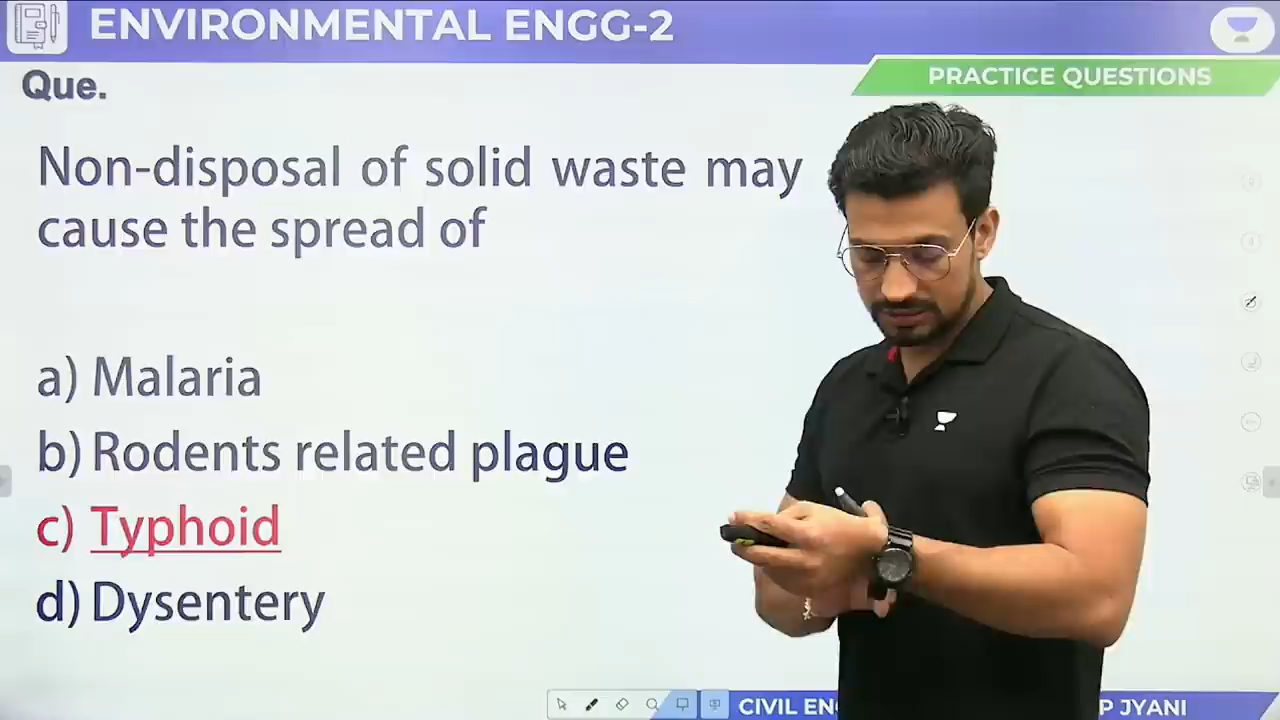 ENVIRONMENTAL ENGG-2
PRACTICE QUESTIONS
Que.
Non-disposal of solid waste may
cause the spread of
a) Malaria
b) Rodents related plague
c) Typhoid
d) Dysentery
CIVIL EN
P JYANI